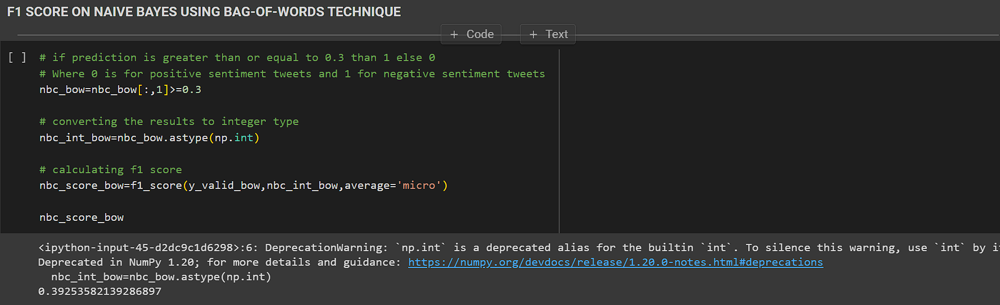 F1 SCORE ON NAIVE BAYES USING BAG-OF-WORDS TECHNIQUE
+ Code + Text
[ ] # if prediction is greater than or equal to 0.3 than 1 else 0
# Where 0 is for positive sentiment tweets and 1 for negative sentiment tweets
nbc_bow=nbc_bow[:,1]>=0.3
# converting the results to integer type
nbc_int_bow=nbc_bow.astype(np.int)
# calculating f1 score
nbc_score_bow=f1_score(y_valid_bow,nbc_int_bow,average='micro')
nbc_score_bow
<ipython-input-45-d2dc9c1d6298>:6: DeprecationWarning: `np.int` is a deprecated alias for the builtin `int`. To silence this warning, use `int` by
Deprecated in NumPy 1.20; for more details and guidance: https://numpy.org/devdocs/release/1.20.0-notes.html#deprecations
nbc_int_bow=nbc_bow.astype(np.int)
0.39253582139286897